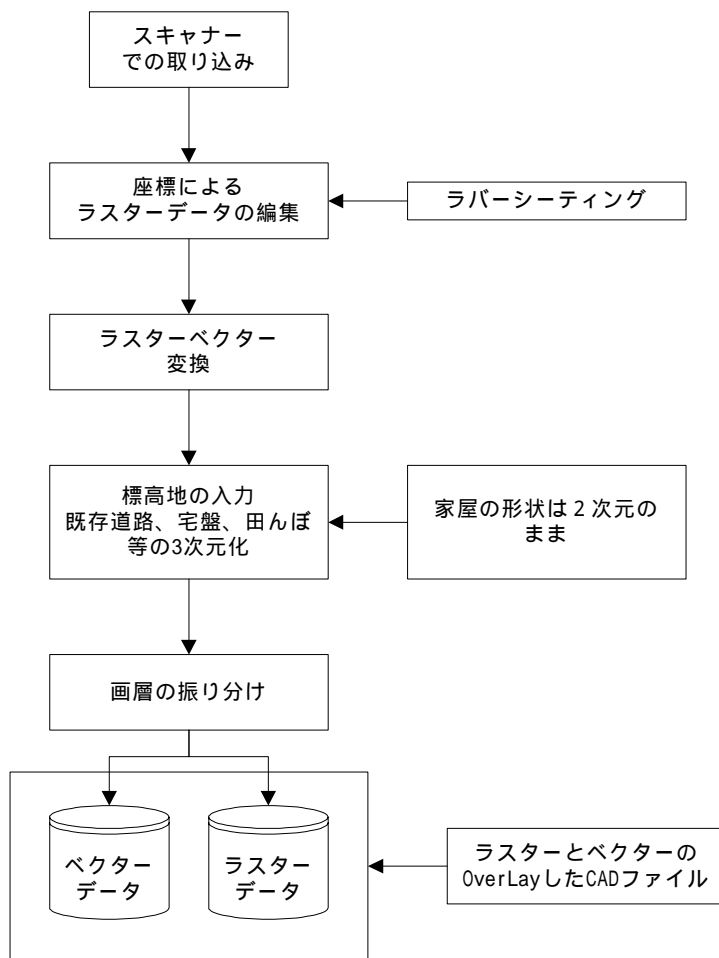 スキャナー
での取り込み
座標による
ラスターデータの編集
ラバーシーティング
ラスターベクター
変換
標高地の入力
既存道路、宅盤、田んぼ
等の3次元化
家屋の形状は２次元の
まま
画層の振り分け
ベクター
データ
ラスター
データ
ラスターとベクターの
OverLayしたCADファイル